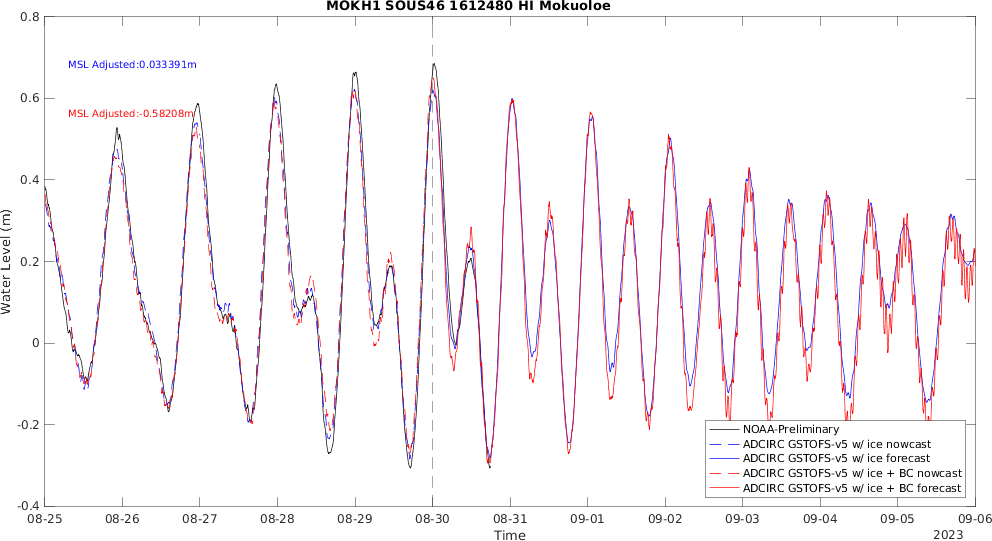 MOKH1 SOUS46 1612480 HI Mokuoloe
0.8
0.6
0.4
0.2
0
-0.2
-0.4
Water Level (m)
MSL Adjusted:0.033391m
MSL Adjusted:-0.58208m
NOAA-Preliminary
ADCIRC GSTOFS-v5 w/ ice nowcast
ADCIRC GSTOFS-v5 w/ ice forecast
ADCIRC GSTOFS-v5 w/ ice + BC nowcast
ADCIRC GSTOFS-v5 w/ ice + BC forecast
08-25 08-26 08-27 08-28 08-29 08-30 08-31 09-01 09-02 09-03 09-04 09-05 09-06
Time
2023